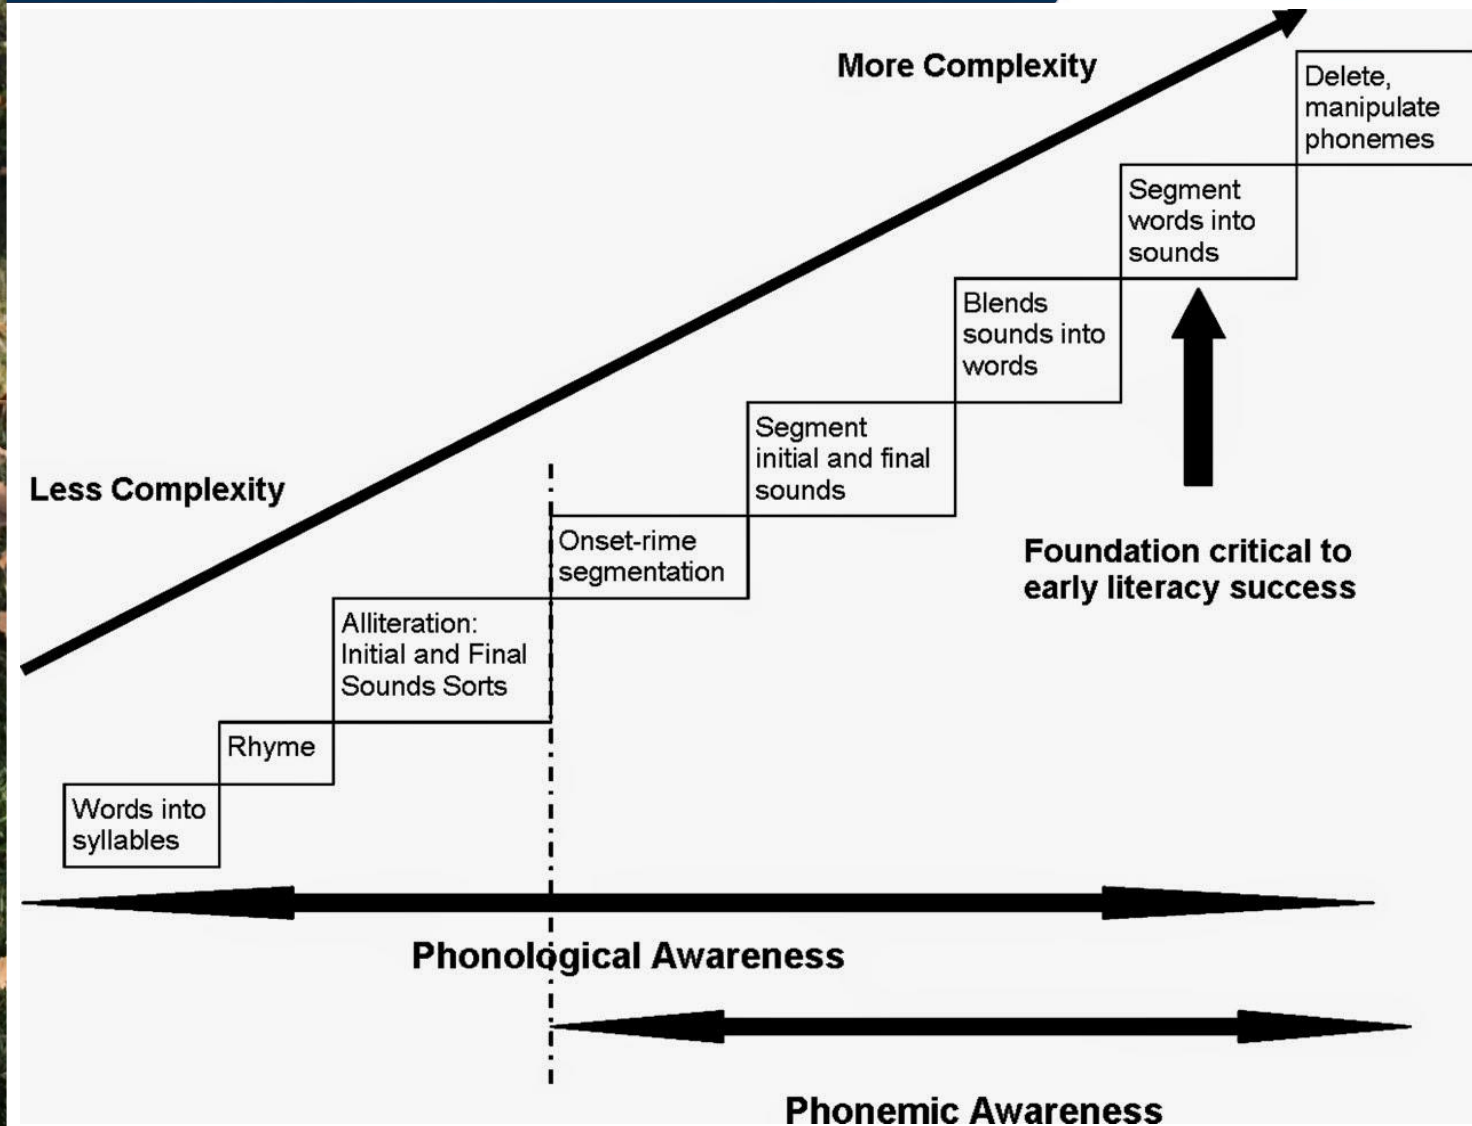 More Complexity
Delete,
manipulate
phonemes
Segment
words into
sounds
Blends
sounds into
words
Segment
initial and final
sounds
Less Complexity
Onset-rime
segmentation
Foundation critical to
early literacy success
Alliteration:
Initial and Final
Sounds Sorts
Rhyme
Words into
syllables
Phonological Awareness
Phonemic Awareness